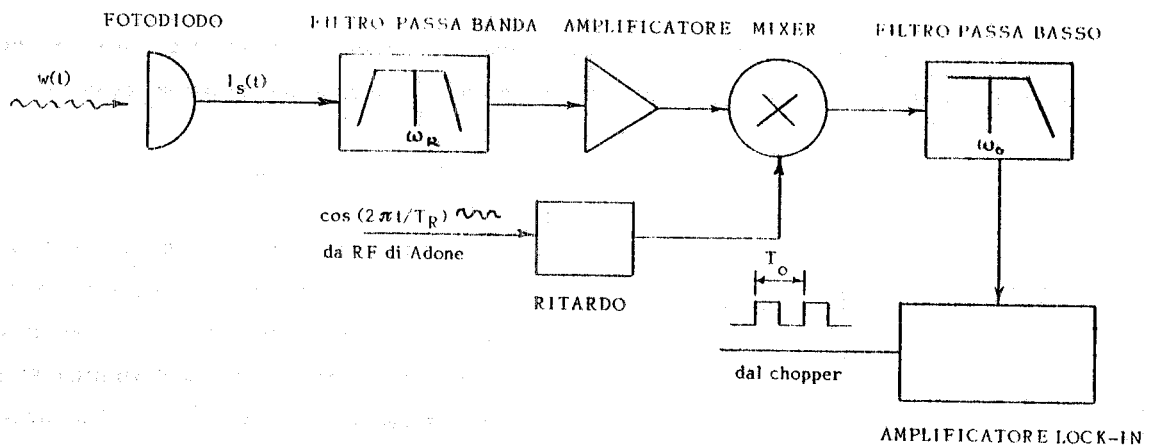 FOTODIODO
FILTRO PASSA BANDA
AMPLIFICATORE
MIXER
FILTRO PASSA BASSO
w(t)
I_s(t)
ω_R
ω_o
cos (2πt/T_R)
da RF di Adone
RITARDO
T_o
dal chopper
AMPLIFICATORE LOCK-IN